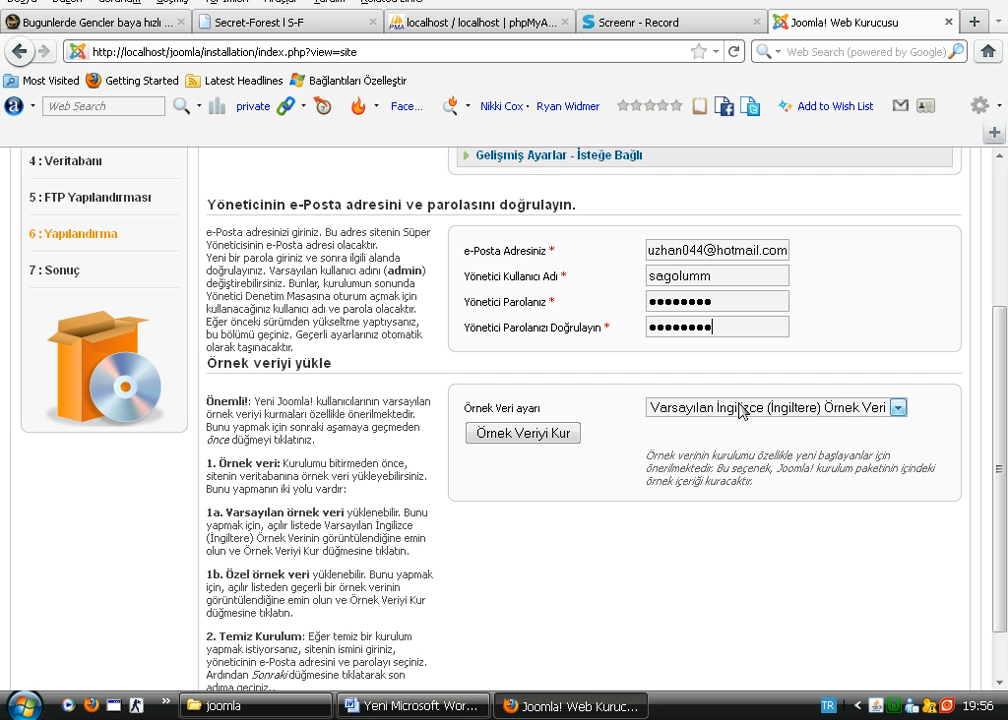 Bugunlerde Gencler baya hızlı ...
Secret-Forest | S-F
localhost / localhost | phpMyA...
Screenr - Record
Joomla! Web Kurucusu
http://localhost/joomla/installation/index.php?view=site
Web Search (powered by Google)
Most Visited
Getting Started
Latest Headlines
Bağlantıları Özelleştir
Web Search
private
Face...
Nikki Cox
Ryan Widmer
Add to Wish List
4 : Veritabanı
5 : FTP Yapılandırması
6 : Yapılandırma
7 : Sonuç
Gelişmiş Ayarlar - İsteğe Bağlı
Yöneticinin e-Posta adresini ve parolasını doğrulayın.
e-Posta adresinizi giriniz. Bu adres sitenin Süper
Yöneticisinin e-Posta adresi olacaktır.
Yeni bir parola giriniz ve sonra ilgili alanda
doğrulayınız. Varsayılan kullanıcı adını (admin)
değiştirebilirsiniz. Bunlar, kurulumun sonunda
Yönetici Denetim Masasına oturum açmak için
kullanacağınız kullanıcı adı ve parola olacaktır.
Eğer önceki sürümden yükseltme yaptıysanız,
bu bölümü geçiniz. Geçerli ayarlarınız otomatik
olarak taşınacaktır.
e-Posta Adresiniz *
uzhan044@hotmail.com
Yönetici Kullanıcı Adı *
sagolumm
Yönetici Parolanız *
●●●●●●●●
Yönetici Parolanızı Doğrulayın *
●●●●●●●●
Örnek veriyi yükle
Önemli!: Yeni Joomla! kullanıcılarının varsayılan
örnek veriyi kurmaları özellikle önerilmektedir.
Bunu yapmak için sonraki aşamaya geçmeden
önce düğmeyi tıklatınız.
1. Örnek veri: Kurulumu bitirmeden önce,
sitenin veritabanına örnek veri yükleyebilirsiniz.
Bunu yapmanın iki yolu vardır:
1a. Varsayılan örnek veri yüklenebilir. Bunu
yapmak için, açılır listede Varsayılan İngilizce
(İngiltere) Örnek Verinin görüntülendiğine emin
olun ve Örnek Veriyi Kur düğmesine tıklatın.
1b. Özel örnek veri yüklenebilir. Bunu yapmak
için, açılır listeden geçerli bir örnek verinin
görüntülendiğine emin olun ve Örnek Veriyi Kur
düğmesine tıklatın.
2. Temiz Kurulum: Eğer temiz bir kurulum
yapmak istiyorsanız, sitenin ismini giriniz,
yöneticinin e-Posta adresini ve parolayı seçiniz.
Ardından Sonraki düğmesine tıklatarak son
adıma geçiniz..
Örnek Veri ayarı
Varsayılan İngilizce (İngiltere) Örnek Veri
Örnek Veriyi Kur
Örnek verinin kurulumu özellikle yeni başlayanlar için
önerilmektedir. Bu seçenek, Joomla! kurulum paketinin içindeki
örnek içeriği kuracaktır.
joomla
Yeni Microsoft Wor...
Joomla! Web Kuruc...
TR
19:56